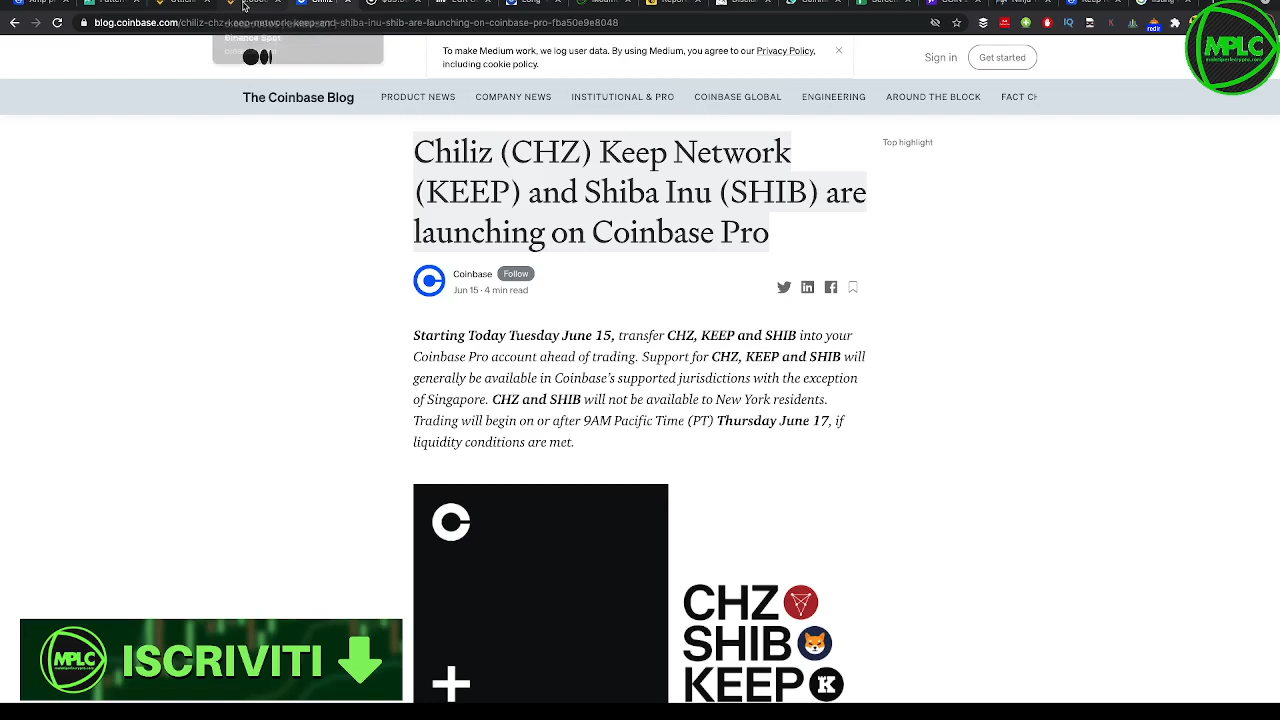 blog.coinbase.com/chiliz-chz-keep-network-keep-and-shiba-inu-shib-are-launching-on-coinbase-pro-fba50e9e8048
Binance Spot
To make Medium work, we log user data. By using Medium, you agree to our Privacy Policy,
including cookie policy.
Sign in
Get started
MPLC
The Coinbase Blog
PRODUCT NEWS
COMPANY NEWS
INSTITUTIONAL & PRO
COINBASE GLOBAL
ENGINEERING
AROUND THE BLOCK
FACT CH
Chiliz (CHZ) Keep Network
(KEEP) and Shiba Inu (SHIB) are
launching on Coinbase Pro
Top highlight
Coinbase Follow
Jun 15 · 4 min read
Starting Today Tuesday June 15, transfer CHZ, KEEP and SHIB into your
Coinbase Pro account ahead of trading. Support for CHZ, KEEP and SHIB will
generally be available in Coinbase's supported jurisdictions with the exception
of Singapore. CHZ and SHIB will not be available to New York residents.
Trading will begin on or after 9AM Pacific Time (PT) Thursday June 17, if
liquidity conditions are met.
CHZ
SHIB
KEEP
MPLC
ISCRIVITI